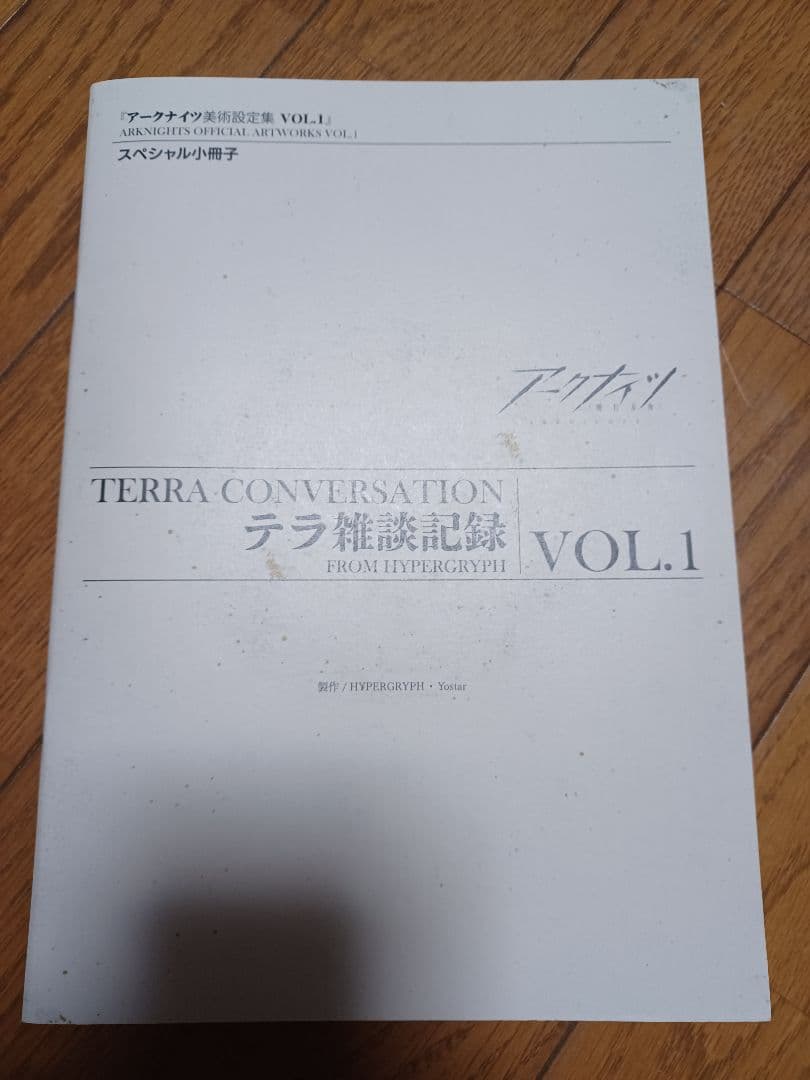 『アークナイツ美術設定集 VOL.1』
ARKNIGHTS OFFICIAL ARTWORKS VOL.1
スペシャル小冊子
アークナイツ
TERRA CONVERSATION
テラ雑談記録
FROM HYPERGRYPH
VOL.1
製作 / HYPERGRYPH・Yostar